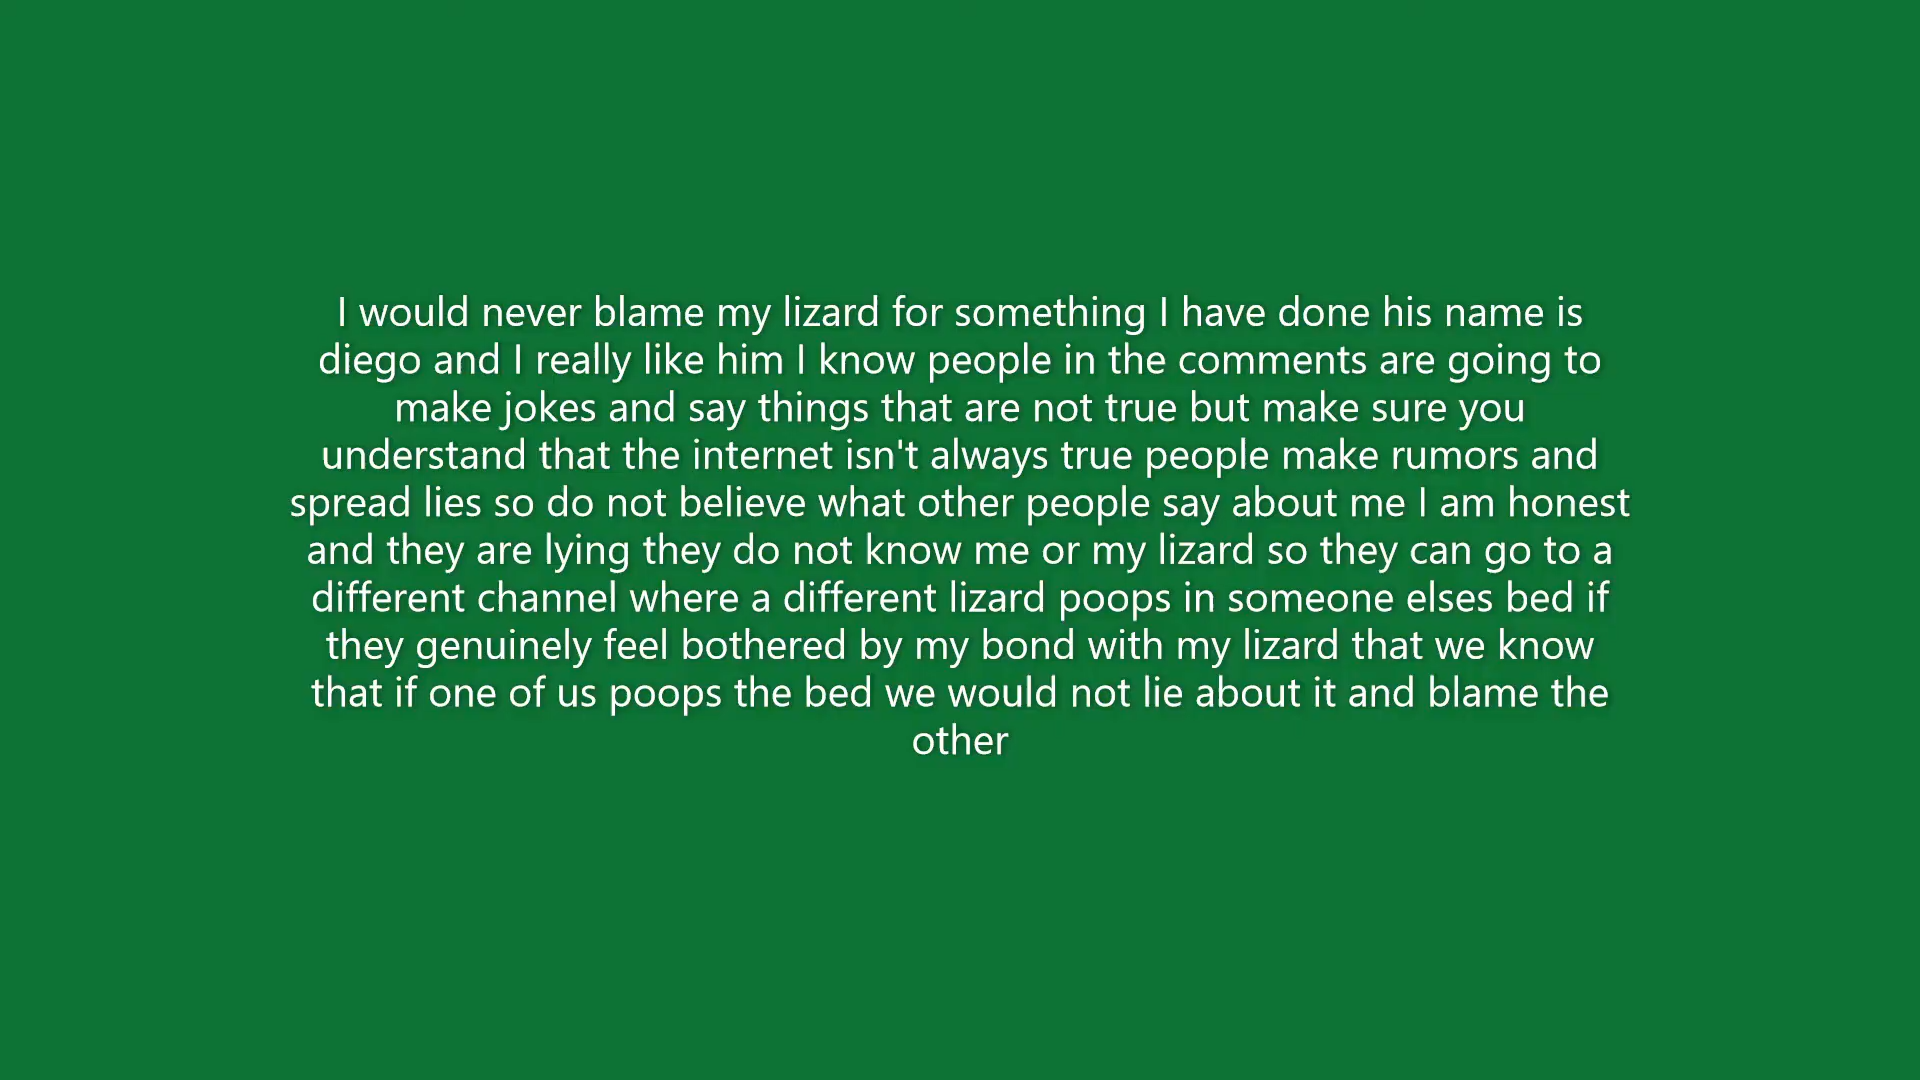 I would never blame my lizard for something I have done his name is
diego and I really like him I know people in the comments are going to
make jokes and say things that are not true but make sure you
understand that the internet isn't always true people make rumors and
spread lies so do not believe what other people say about me I am honest
and they are lying they do not know me or my lizard so they can go to a
different channel where a different lizard poops in someone elses bed if
they genuinely feel bothered by my bond with my lizard that we know
that if one of us poops the bed we would not lie about it and blame the
other